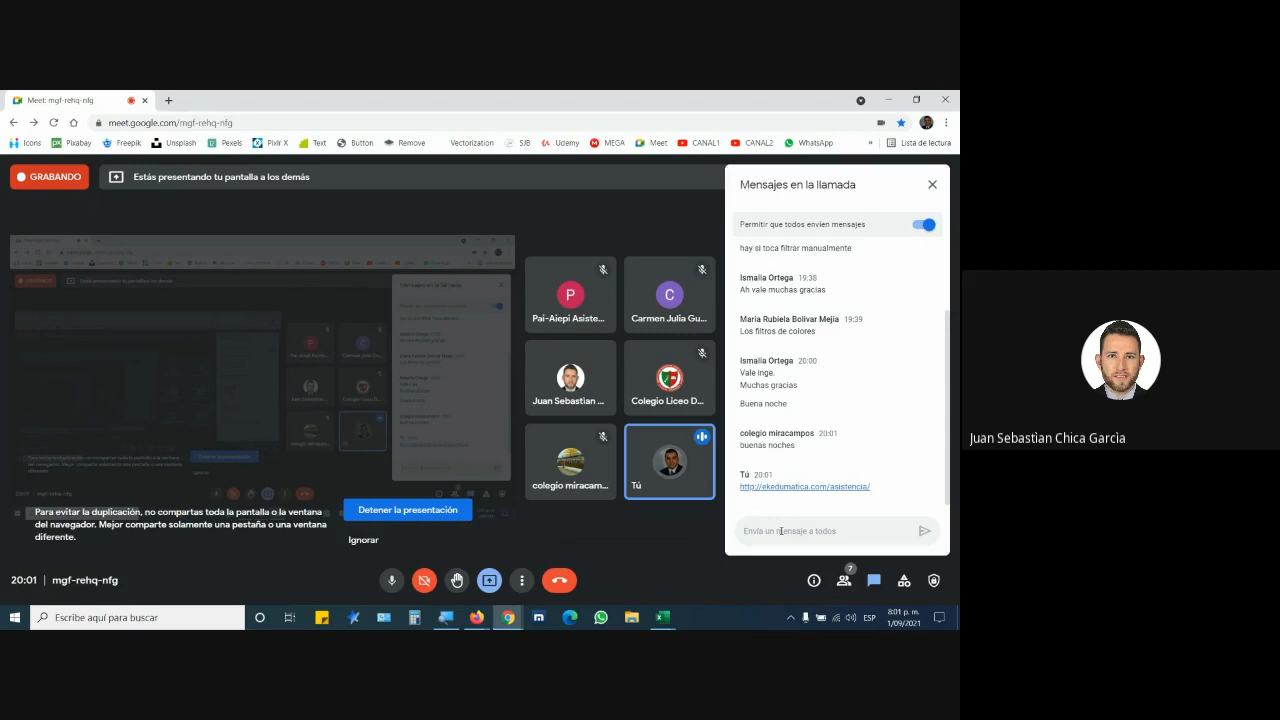 Meet: mgf-rehq-nfg
meet.google.com/mgf-rehq-nfg
Icons
Pixabay
Freepik
Unsplash
Pexels
Pixlr X
Text
Button
Remove
Vectorization
SJB
Udemy
MEGA
Meet
CANAL1
CANAL2
WhatsApp
Lista de lectura
GRABANDO
Estás presentando tu pantalla a los demás
Para evitar la duplicación, no compartas toda la pantalla o la ventana
del navegador. Mejor comparte solamente una pestaña o una ventana
diferente.
Detener la presentación
Ignorar
P
Pai-Aiepi Asiste...
C
Carmen Julia Gu...
Juan Sebastìan ...
Colegio Liceo D...
colegio miracam...
Tú
Mensajes en la llamada
Permitir que todos envíen mensajes
hay si toca filtrar manualmente
Ismalia Ortega 19:38
Ah vale muchas gracias
Maria Rubiela Bolivar Mejia 19:39
Los filtros de colores
Ismalia Ortega 20:00
Vale inge.
Muchas gracias
Buena noche
colegio miracampos 20:01
buenas noches
Tú 20:01
http://ekedumatica.com/asistencia/
Envía un mensaje a todos
20:01 | mgf-rehq-nfg
7
Escribe aquí para buscar
ESP
8:01 p. m.
1/09/2021
Juan Sebastìan Chica Garcìa